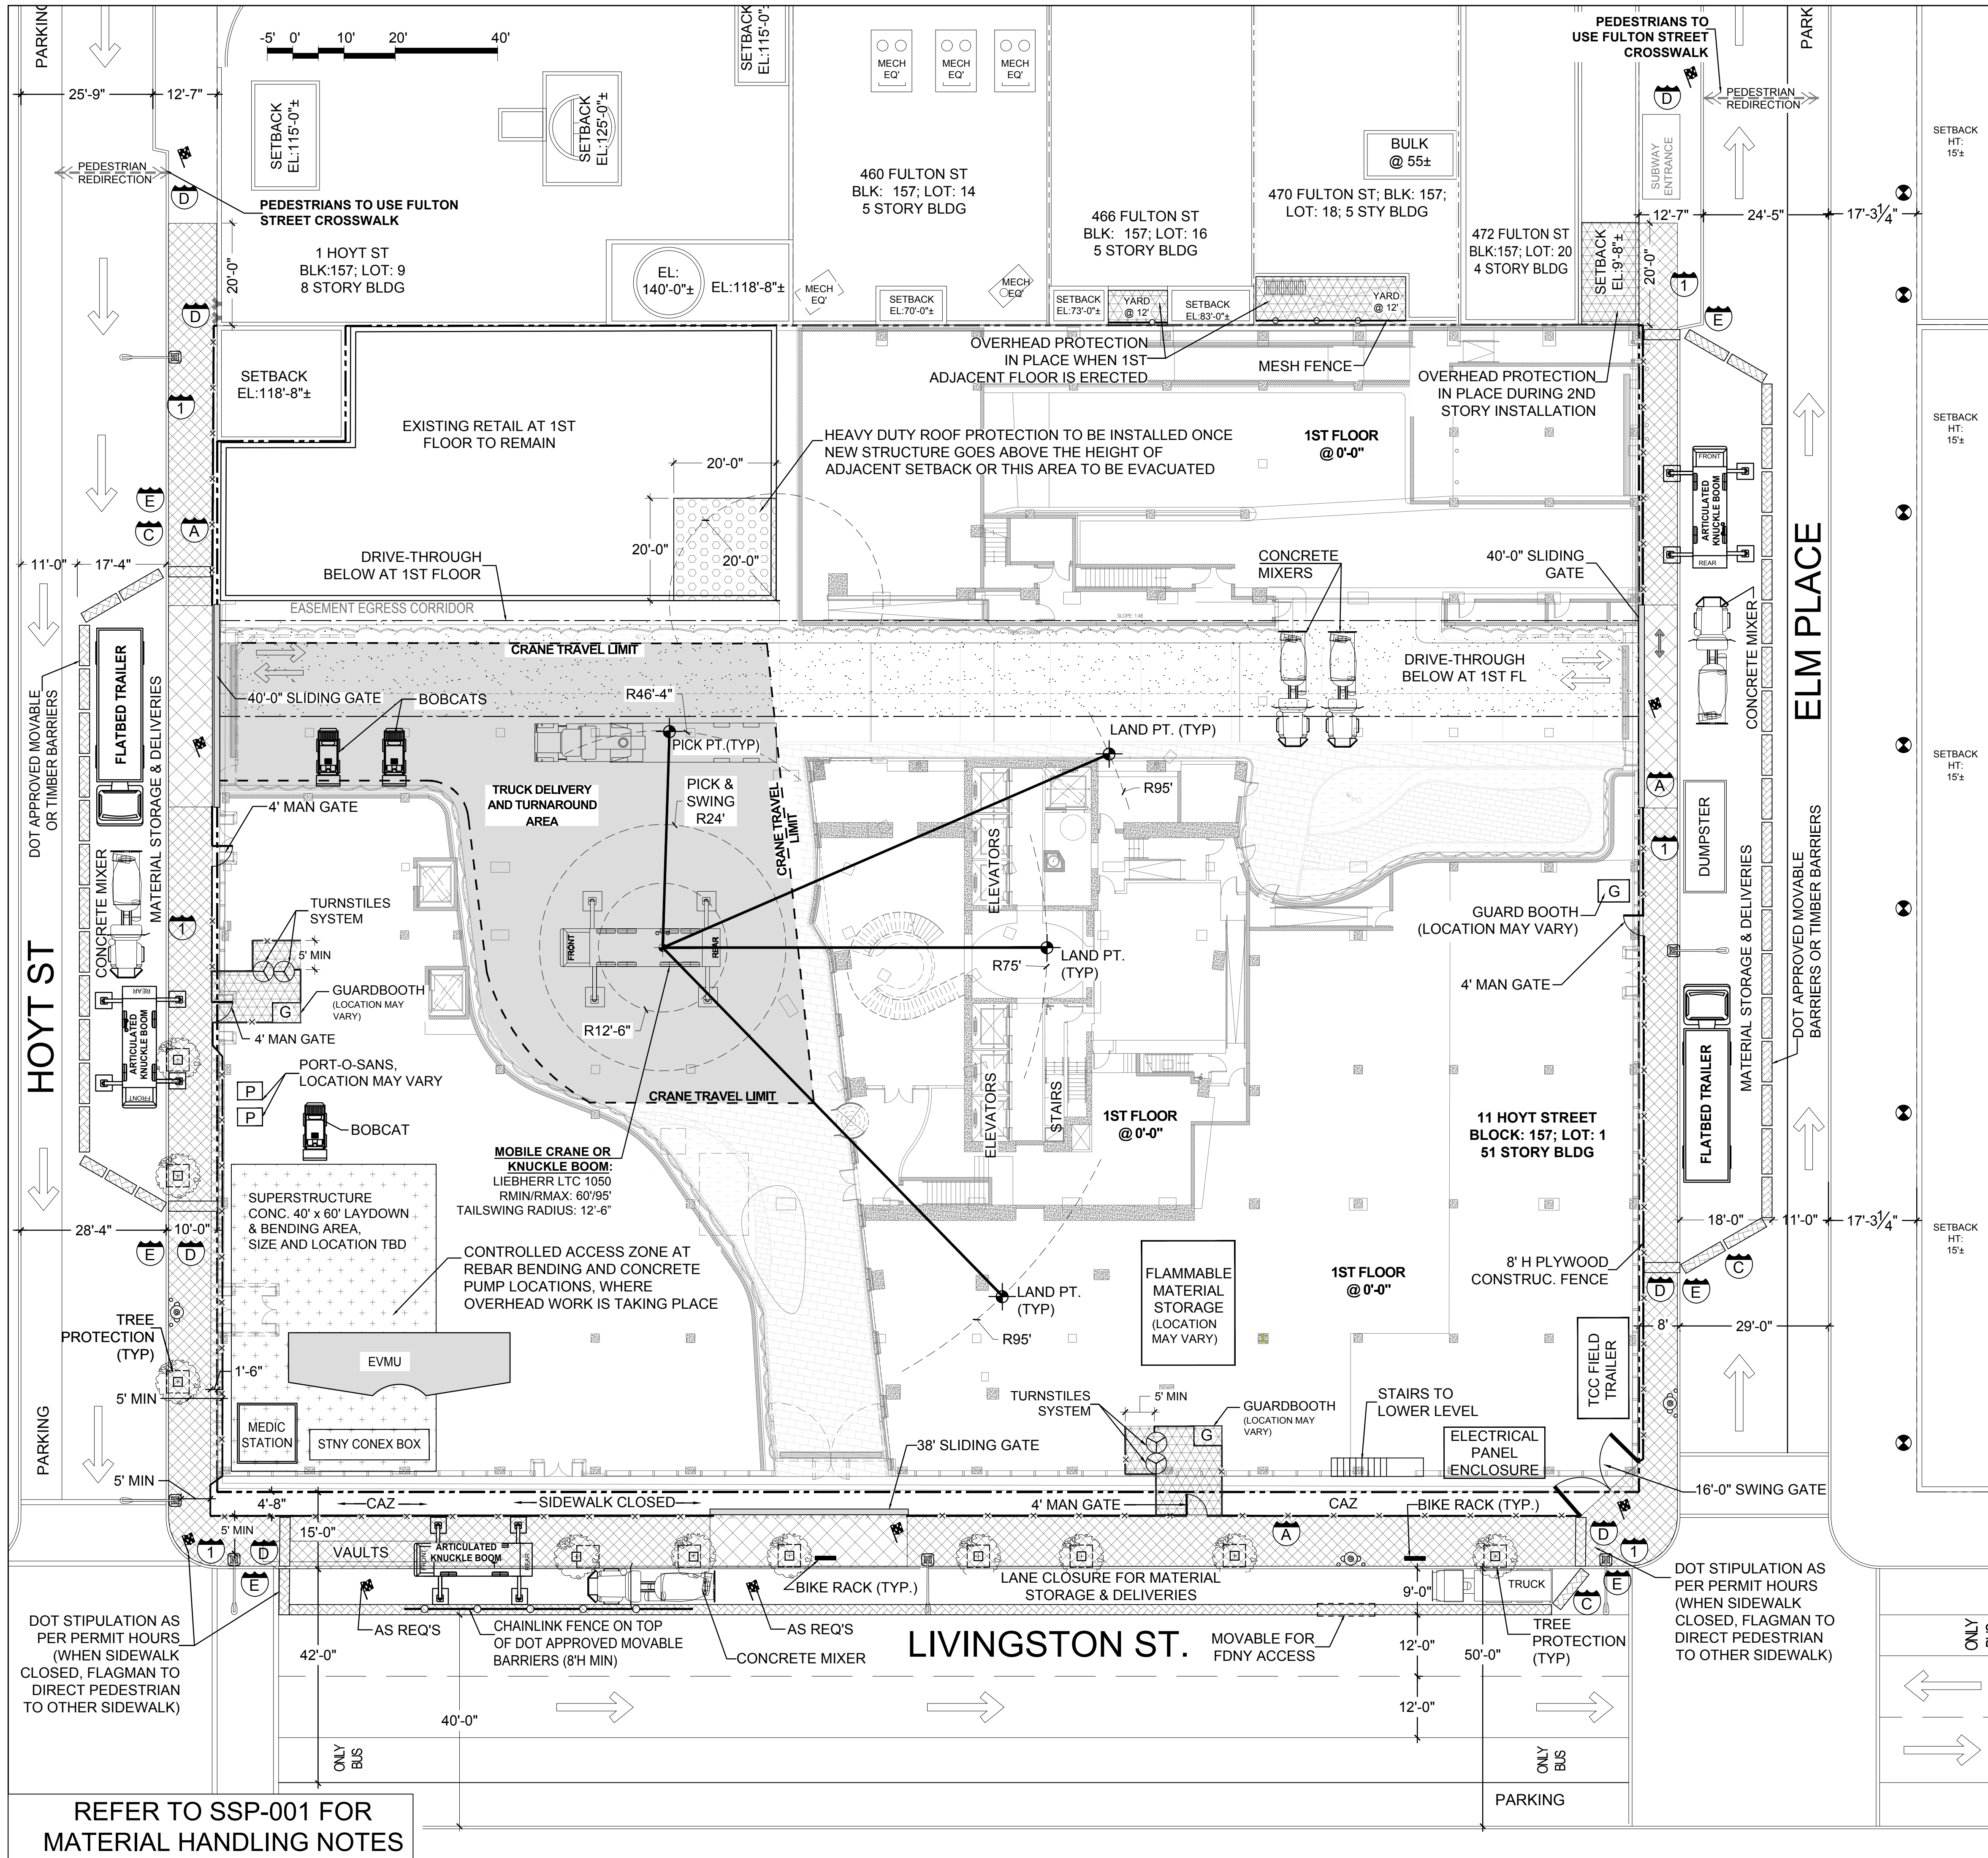 PARKING
-5' 0' 10' 20' 40'
SETBACK
EL:115'-0"±
MECH
EQ'
MECH
EQ'
MECH
EQ'
PEDESTRIANS TO
USE FULTON STREET
CROSSWALK
PARK
25'-9"
12'-7"
SETBACK
EL:115'-0"±
SETBACK
EL:125'-0"±
BULK
@ 55±
D
PEDESTRIAN
REDIRECTION
SUBWAY
ENTRANCE
SETBACK
HT:
15'±
PEDESTRIAN
REDIRECTION
D
PEDESTRIANS TO USE FULTON
STREET CROSSWALK
460 FULTON ST
BLK: 157; LOT: 14
5 STORY BLDG
466 FULTON ST
BLK: 157; LOT: 16
5 STORY BLDG
470 FULTON ST; BLK: 157;
LOT: 18; 5 STY BLDG
472 FULTON ST
BLK:157; LOT: 20
4 STORY BLDG
12'-7"
24'-5"
17'-3 1/4"
1 HOYT ST
BLK:157; LOT: 9
8 STORY BLDG
20'-0"
EL:
140'-0"±
EL:118'-8"±
MECH
EQ'
SETBACK
EL:70'-0"±
MECH
EQ'
SETBACK
EL:73'-0"±
YARD
@ 12'
SETBACK
EL:83'-0"±
YARD
@ 12'
SETBACK
EL:9'-8"±
20'-0"
1
D
E
OVERHEAD PROTECTION
IN PLACE WHEN 1ST
ADJACENT FLOOR IS ERECTED
MESH FENCE
OVERHEAD PROTECTION
IN PLACE DURING 2ND
STORY INSTALLATION
SETBACK
EL:118'-8"±
1
EXISTING RETAIL AT 1ST
FLOOR TO REMAIN
HEAVY DUTY ROOF PROTECTION TO BE INSTALLED ONCE
NEW STRUCTURE GOES ABOVE THE HEIGHT OF
ADJACENT SETBACK OR THIS AREA TO BE EVACUATED
1ST FLOOR
@ 0'-0"
SETBACK
HT:
15'±
20'-0"
20'-0"
20'-0"
E
C
A
FRONT
ARTICULATED
KNUCKLE BOOM
REAR
ELM PLACE
11'-0"
17'-4"
DRIVE-THROUGH
BELOW AT 1ST FLOOR
EASEMENT EGRESS CORRIDOR
CONCRETE
MIXERS
40'-0" SLIDING
GATE
SLOPE: 1:48
TRENCH DRAIN
CONCRETE MIXER
DOT APPROVED MOVABLE
OR TIMBER BARRIERS
FLATBED TRAILER
MATERIAL STORAGE & DELIVERIES
CRANE TRAVEL LIMIT
DRIVE-THROUGH
BELOW AT 1ST FL
40'-0" SLIDING GATE
BOBCATS
R46'-4"
PICK PT.(TYP)
LAND PT. (TYP)
SETBACK
HT:
15'±
PICK &
SWING
R24'
CRANE TRAVEL
LIMIT
R95'
A
DUMPSTER
4' MAN GATE
TRUCK DELIVERY
AND TURNAROUND
AREA
1
ELEVATORS
CONCRETE MIXER
HOYT ST
TURNSTILES
SYSTEM
5' MIN
1
G
GUARD BOOTH
(LOCATION MAY VARY)
MATERIAL STORAGE & DELIVERIES
DOT APPROVED MOVABLE
BARRIERS OR TIMBER BARRIERS
FRONT
REAR
LAND PT.
(TYP)
R75'
GUARDBOOTH
(LOCATION MAY
VARY)
G
4' MAN GATE
4' MAN GATE
REAR
ARTICULATED
KNUCKLE BOOM
FRONT
R12'-6"
FLATBED TRAILER
PORT-O-SANS,
LOCATION MAY VARY
P
P
BOBCAT
CRANE TRAVEL LIMIT
ELEVATORS
STAIRS
1ST FLOOR
@ 0'-0"
11 HOYT STREET
BLOCK: 157; LOT: 1
51 STORY BLDG
MOBILE CRANE OR
KNUCKLE BOOM:
LIEBHERR LTC 1050
RMIN/RMAX: 60'/95'
TAILSWING RADIUS: 12'-6"
SUPERSTRUCTURE
CONC. 40' x 60' LAYDOWN
& BENDING AREA,
SIZE AND LOCATION TBD
28'-4"
10'-0"
E
D
18'-0"
11'-0"
17'-3 1/4"
SETBACK
HT:
15'±
CONTROLLED ACCESS ZONE AT
REBAR BENDING AND CONCRETE
PUMP LOCATIONS, WHERE
OVERHEAD WORK IS TAKING PLACE
8' H PLYWOOD
CONSTRUC. FENCE
C
D
E
FLAMMABLE
MATERIAL
STORAGE
(LOCATION
MAY VARY)
1ST FLOOR
@ 0'-0"
LAND PT.
(TYP)
R95'
TREE
PROTECTION
(TYP)
8'
29'-0"
TCC FIELD
TRAILER
EVMU
1'-6"
5' MIN
PARKING
MEDIC
STATION
STNY CONEX BOX
TURNSTILES
SYSTEM
5' MIN
GUARDBOOTH
(LOCATION MAY
VARY)
G
STAIRS TO
LOWER LEVEL
ELECTRICAL
PANEL
ENCLOSURE
38' SLIDING GATE
5' MIN
16'-0" SWING GATE
4'-8"
CAZ
SIDEWALK CLOSED
4' MAN GATE
CAZ
BIKE RACK (TYP.)
5' MIN
15'-0"
1
D
VAULTS
FRONT
ARTICULATED
KNUCKLE BOOM
REAR
A
D
1
E
BIKE RACK (TYP.)
LANE CLOSURE FOR MATERIAL
STORAGE & DELIVERIES
9'-0"
TRUCK
C
E
DOT STIPULATION AS
PER PERMIT HOURS
(WHEN SIDEWALK
CLOSED, FLAGMAN TO
DIRECT PEDESTRIAN
TO OTHER SIDEWALK)
DOT STIPULATION AS
PER PERMIT HOURS
(WHEN SIDEWALK
CLOSED, FLAGMAN TO
DIRECT PEDESTRIAN
TO OTHER SIDEWALK)
AS REQ'S
CHAINLINK FENCE ON TOP
OF DOT APPROVED MOVABLE
BARRIERS (8'H MIN)
AS REQ'S
CONCRETE MIXER
LIVINGSTON ST.
MOVABLE FOR
FDNY ACCESS
TREE
PROTECTION
(TYP)
42'-0"
12'-0"
50'-0"
12'-0"
40'-0"
ONLY
BUS
ONLY
BUS
ONLY
PARKING
REFER TO SSP-001 FOR
MATERIAL HANDLING NOTES